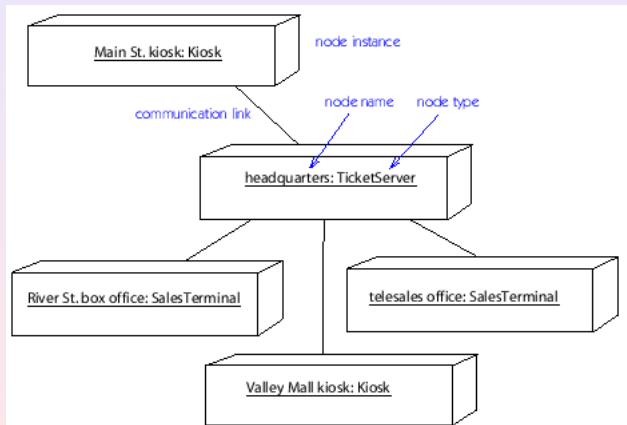 Main St. kiosk: Kiosk
node instance
communication link
node name
node type
headquarters: TicketServer
River St. box office: SalesTerminal
telesales office: SalesTerminal
Valley Mall kiosk: Kiosk